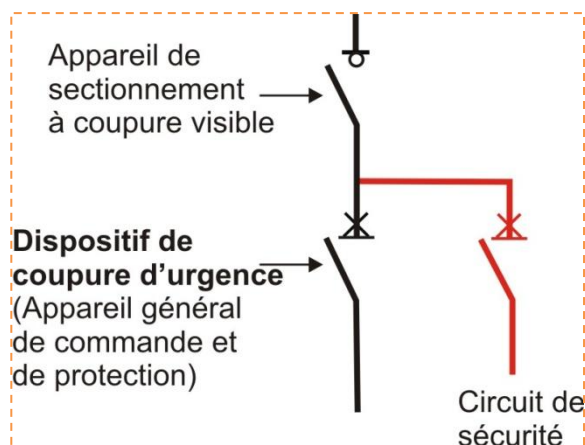 Appareil de
sectionnement
à coupure visible
Dispositif de
coupure d'urgence
(Appareil général
de commande et
de protection)
Circuit de
sécurité